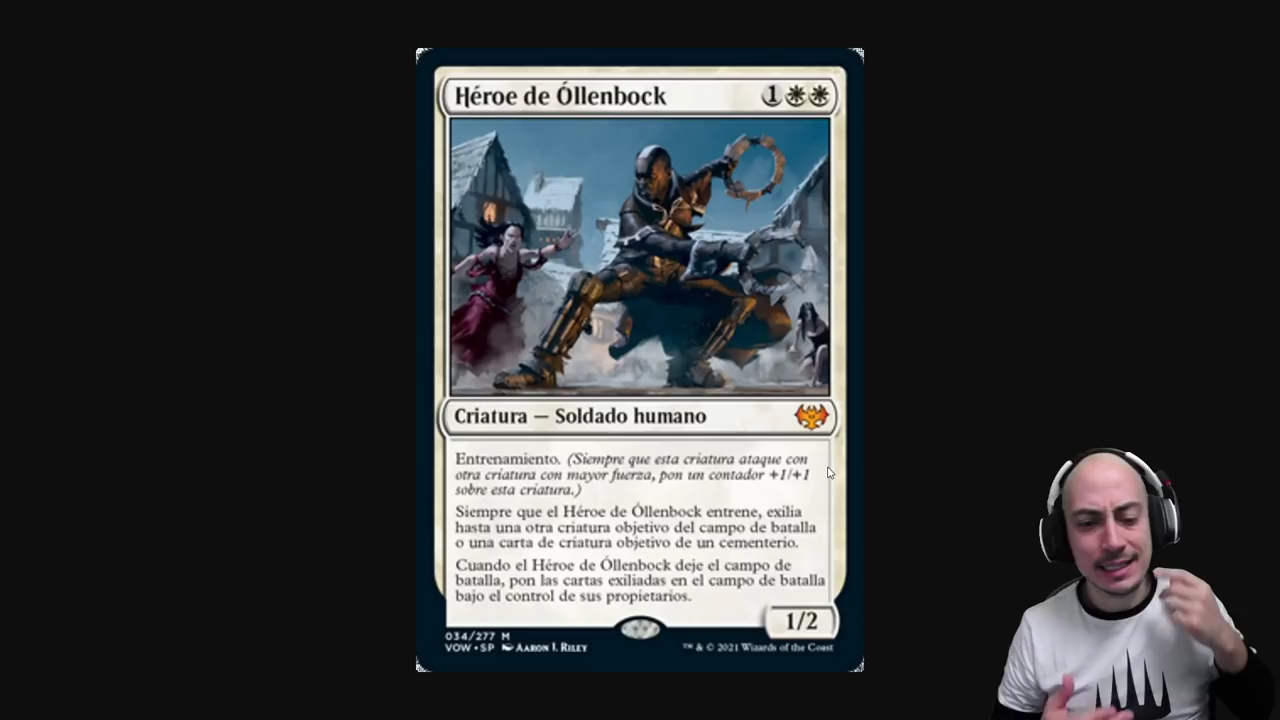 Héroe de Óllenbock 1
Criatura — Soldado humano
Entrenamiento. (Siempre que esta criatura ataque con
otra criatura con mayor fuerza, pon un contador +1/+1
sobre esta criatura.)
Siempre que el Héroe de Óllenbock entrene, exilia
hasta una otra criatura objetivo del campo de batalla
o una carta de criatura objetivo de un cementerio.
Cuando el Héroe de Óllenbock deje el campo de
batalla, pon las cartas exiliadas en el campo de batalla
bajo el control de sus propietarios.
1/2
034/277 M
VOW • SP Aaron J. Riley
™ & © 2021 Wizards of the Coast